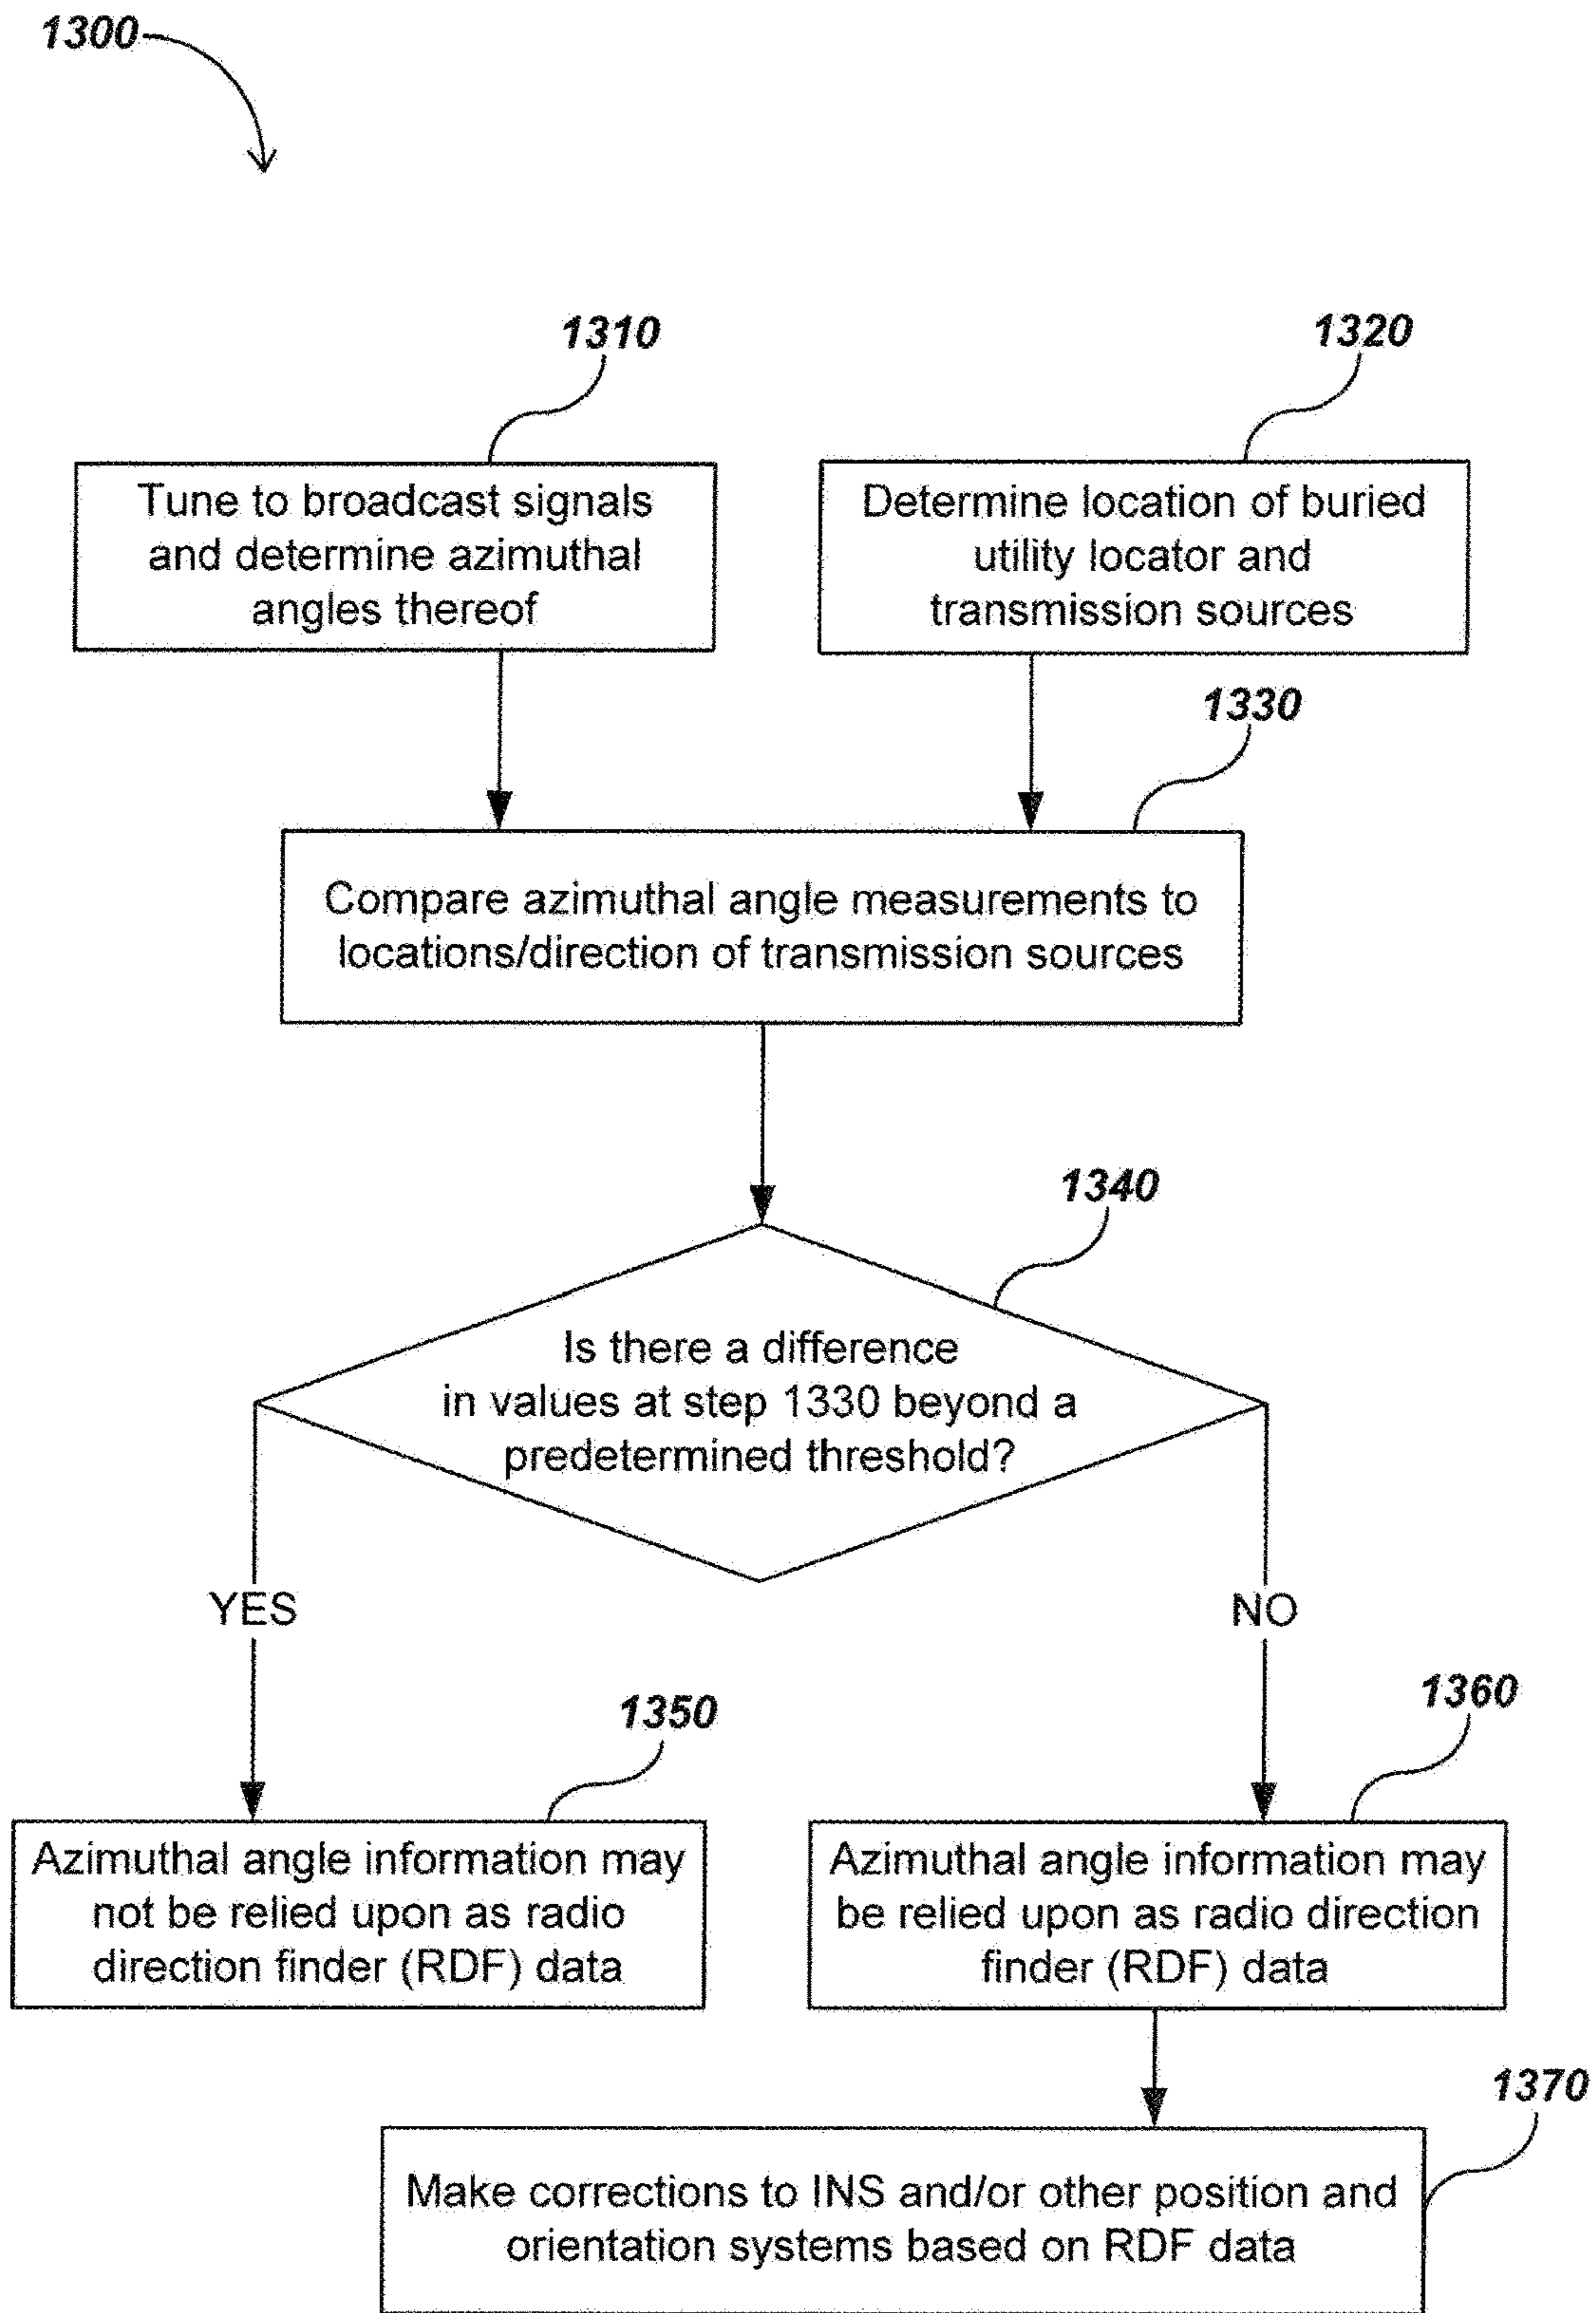 1300
1310
1320
Tune to broadcast signals
and determine azimuthal
angles thereof
Determine location of buried
utility locator and
transmission sources
1330
Compare azimuthal angle measurements to
locations/direction of transmission sources
1340
Is there a difference
in values at step 1330 beyond a
predetermined threshold?
YES
NO
1350
1360
Azimuthal angle information may
not be relied upon as radio
direction finder (RDF) data
Azimuthal angle information may
be relied upon as radio direction
finder (RDF) data
1370
Make corrections to INS and/or other position and
orientation systems based on RDF data